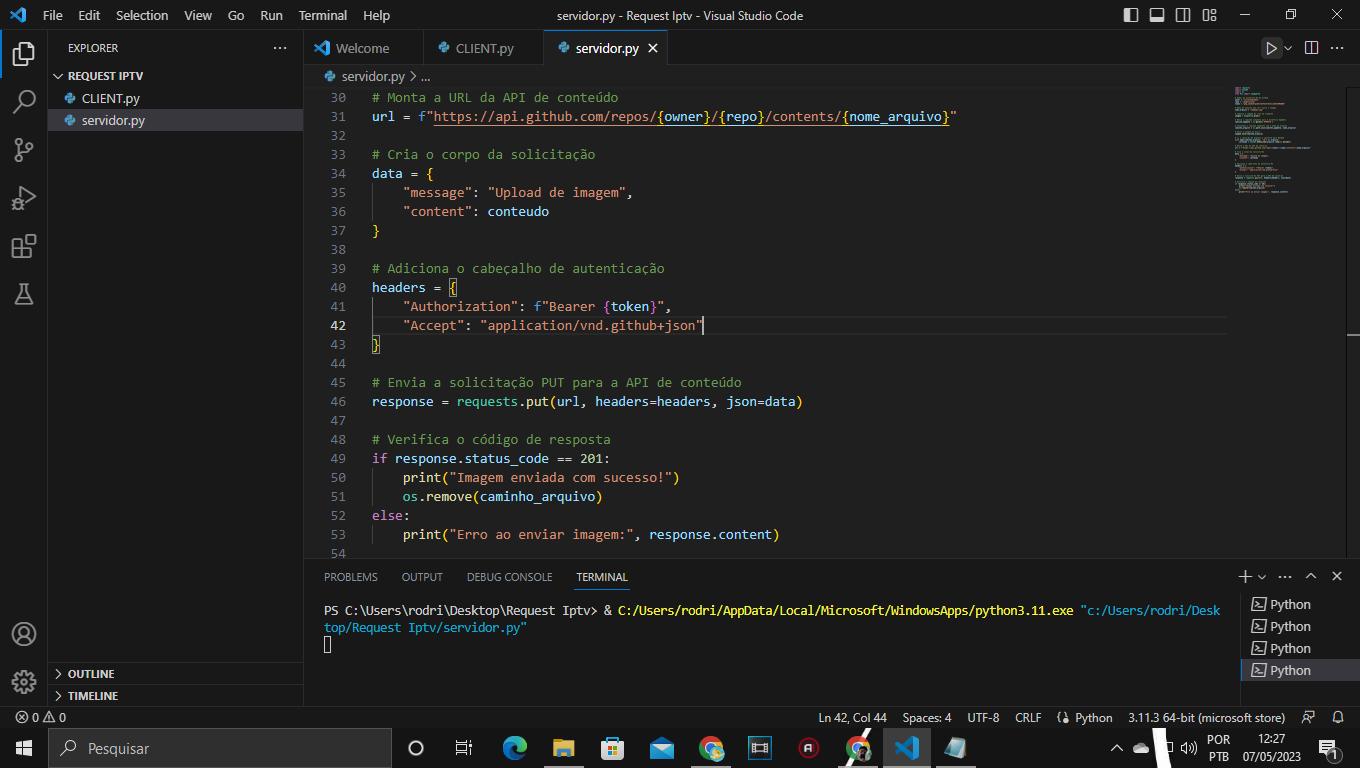 File Edit Selection View Go Run Terminal Help servidor.py - Request Iptv - Visual Studio Code
EXPLORER
REQUEST IPTV
CLIENT.py
servidor.py
OUTLINE
TIMELINE
Welcome CLIENT.py servidor.py
servidor.py > ...
30 # Monta a URL da API de conteúdo
31 url = f"https://api.github.com/repos/{owner}/{repo}/contents/{nome_arquivo}"
32
33 # Cria o corpo da solicitação
34 data = {
35 "message": "Upload de imagem",
36 "content": conteudo
37 }
38
39 # Adiciona o cabeçalho de autenticação
40 headers = {
41 "Authorization": f"Bearer {token}",
42 "Accept": "application/vnd.github+json"
43 }
44
45 # Envia a solicitação PUT para a API de conteúdo
46 response = requests.put(url, headers=headers, json=data)
47
48 # Verifica o código de resposta
49 if response.status_code == 201:
50 print("Imagem enviada com sucesso!")
51 os.remove(caminho_arquivo)
52 else:
53 print("Erro ao enviar imagem:", response.content)
54
PROBLEMS OUTPUT DEBUG CONSOLE TERMINAL
PS C:\Users\rodri\Desktop\Request Iptv> & C:/Users/rodri/AppData/Local/Microsoft/WindowsApps/python3.11.exe "c:/Users/rodri/Desk
top/Request Iptv/servidor.py"
Python
Python
Python
Python
0 0 Ln 42, Col 44 Spaces: 4 UTF-8 CRLF Python 3.11.3 64-bit (microsoft store)
Pesquisar
POR
PTB
12:27
07/05/2023
1